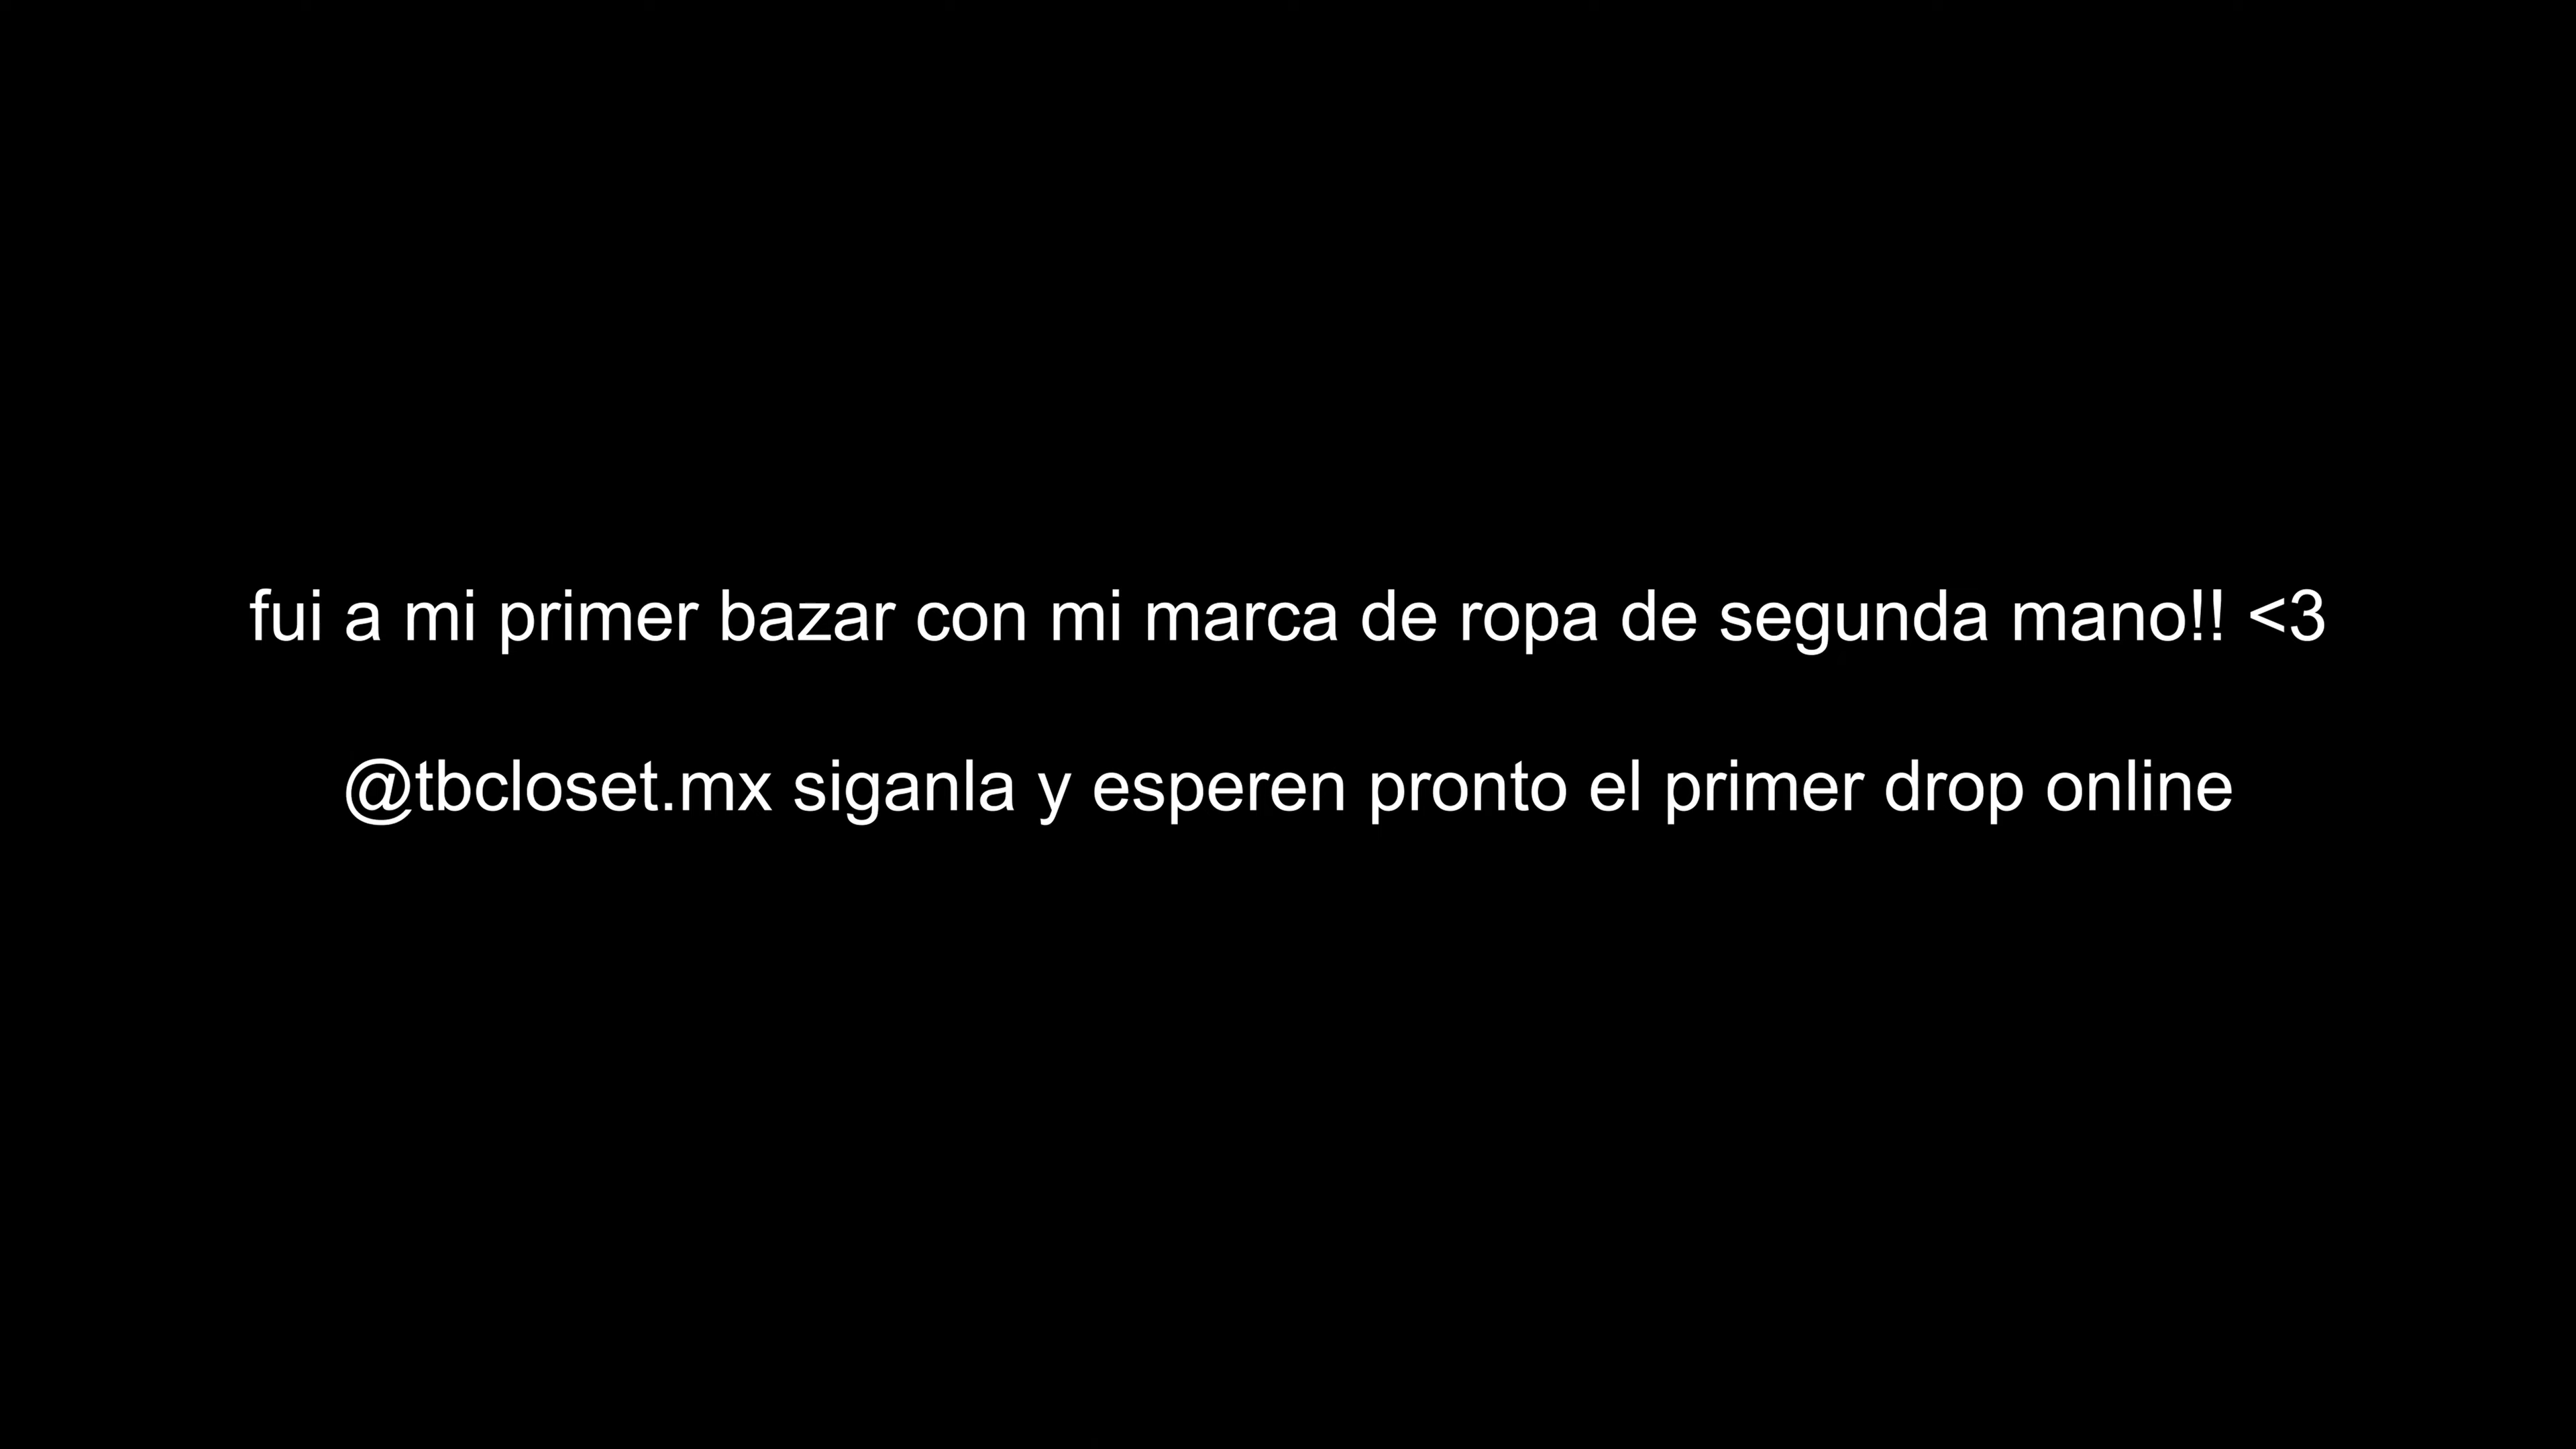 fui a mi primer bazar con mi marca de ropa de segunda mano!! <3
@tbcloset.mx siganla y esperen pronto el primer drop online